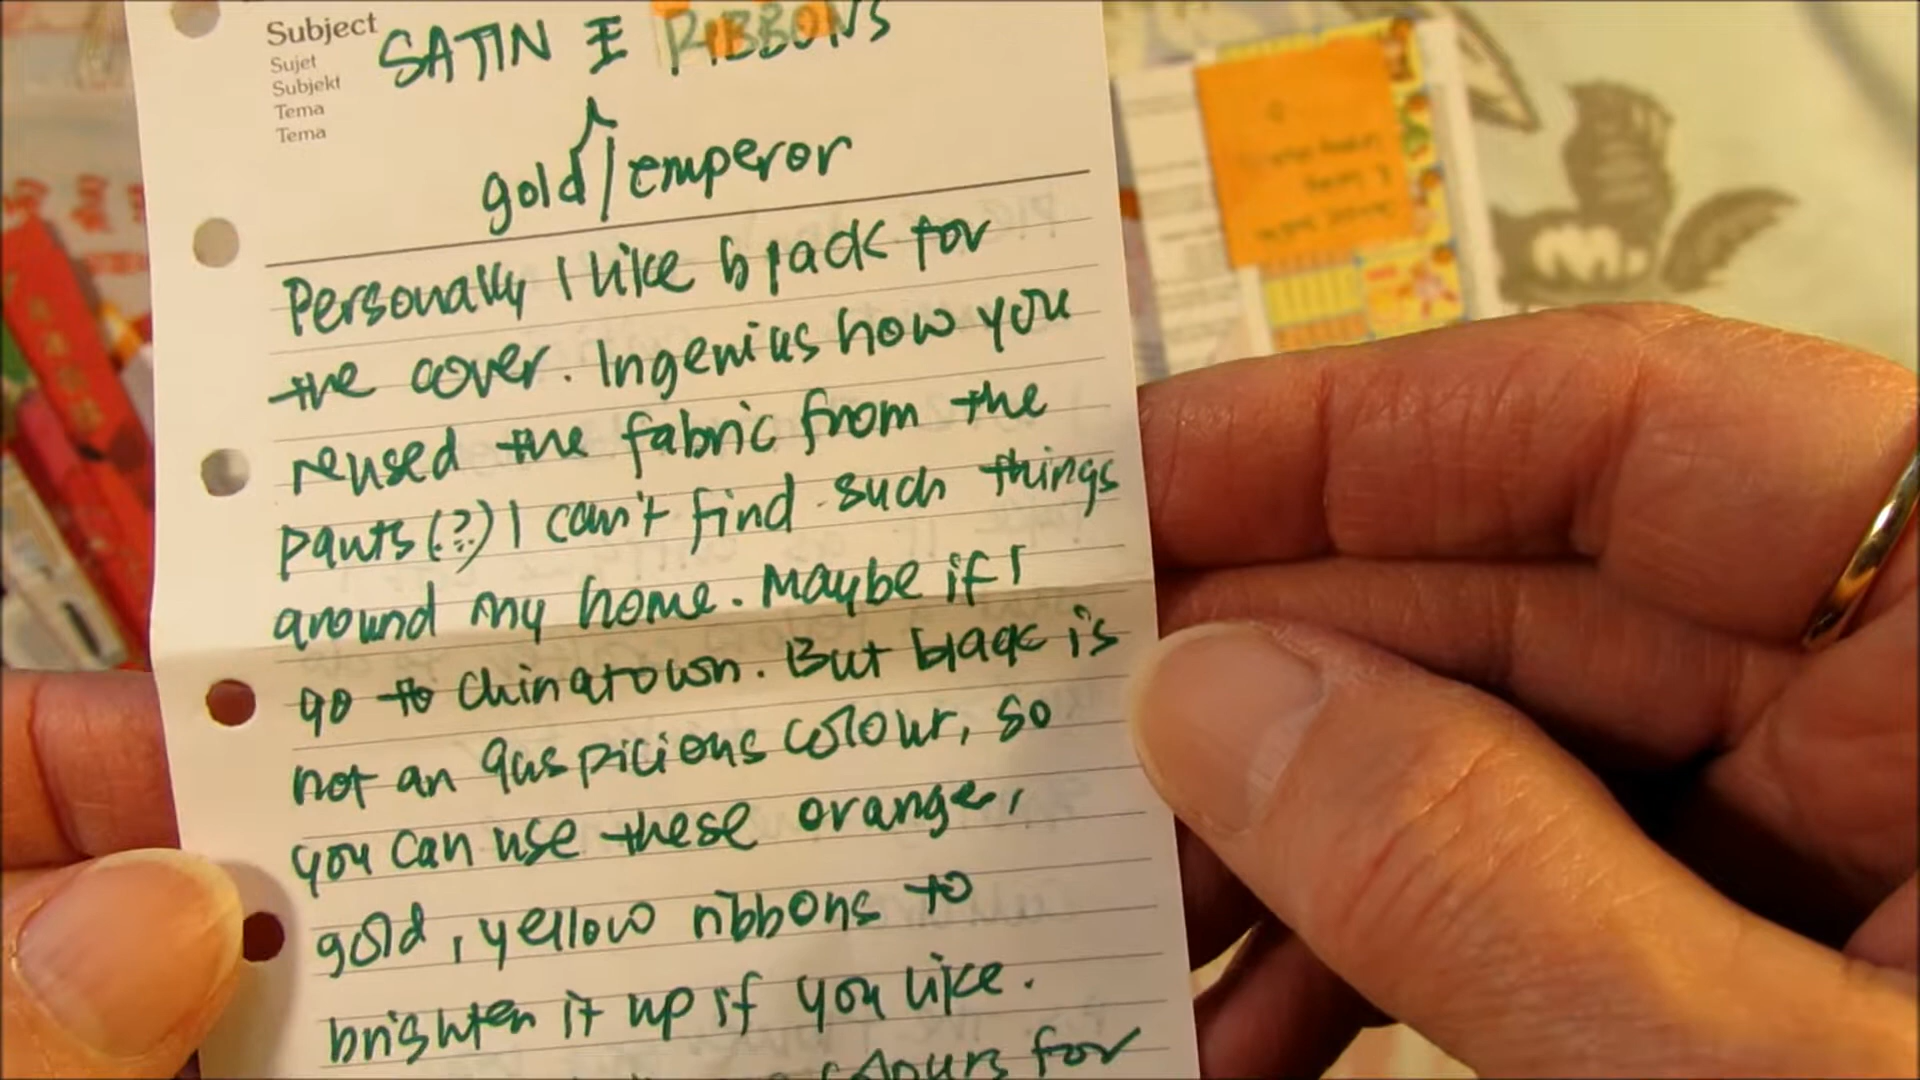 Subject SATIN & RIBBONS
Sujet
Subjekt
Tema
Tema
gold/emperor
Personally I like black for
the cover. Ingenius how you
reused the fabric from the
pants (?) I can't find such things
around my home. Maybe if I
go to Chinatown. But black is
not an auspicious colour, so
you can use these orange,
gold, yellow ribbons to
brighten it up if you like.
colours for